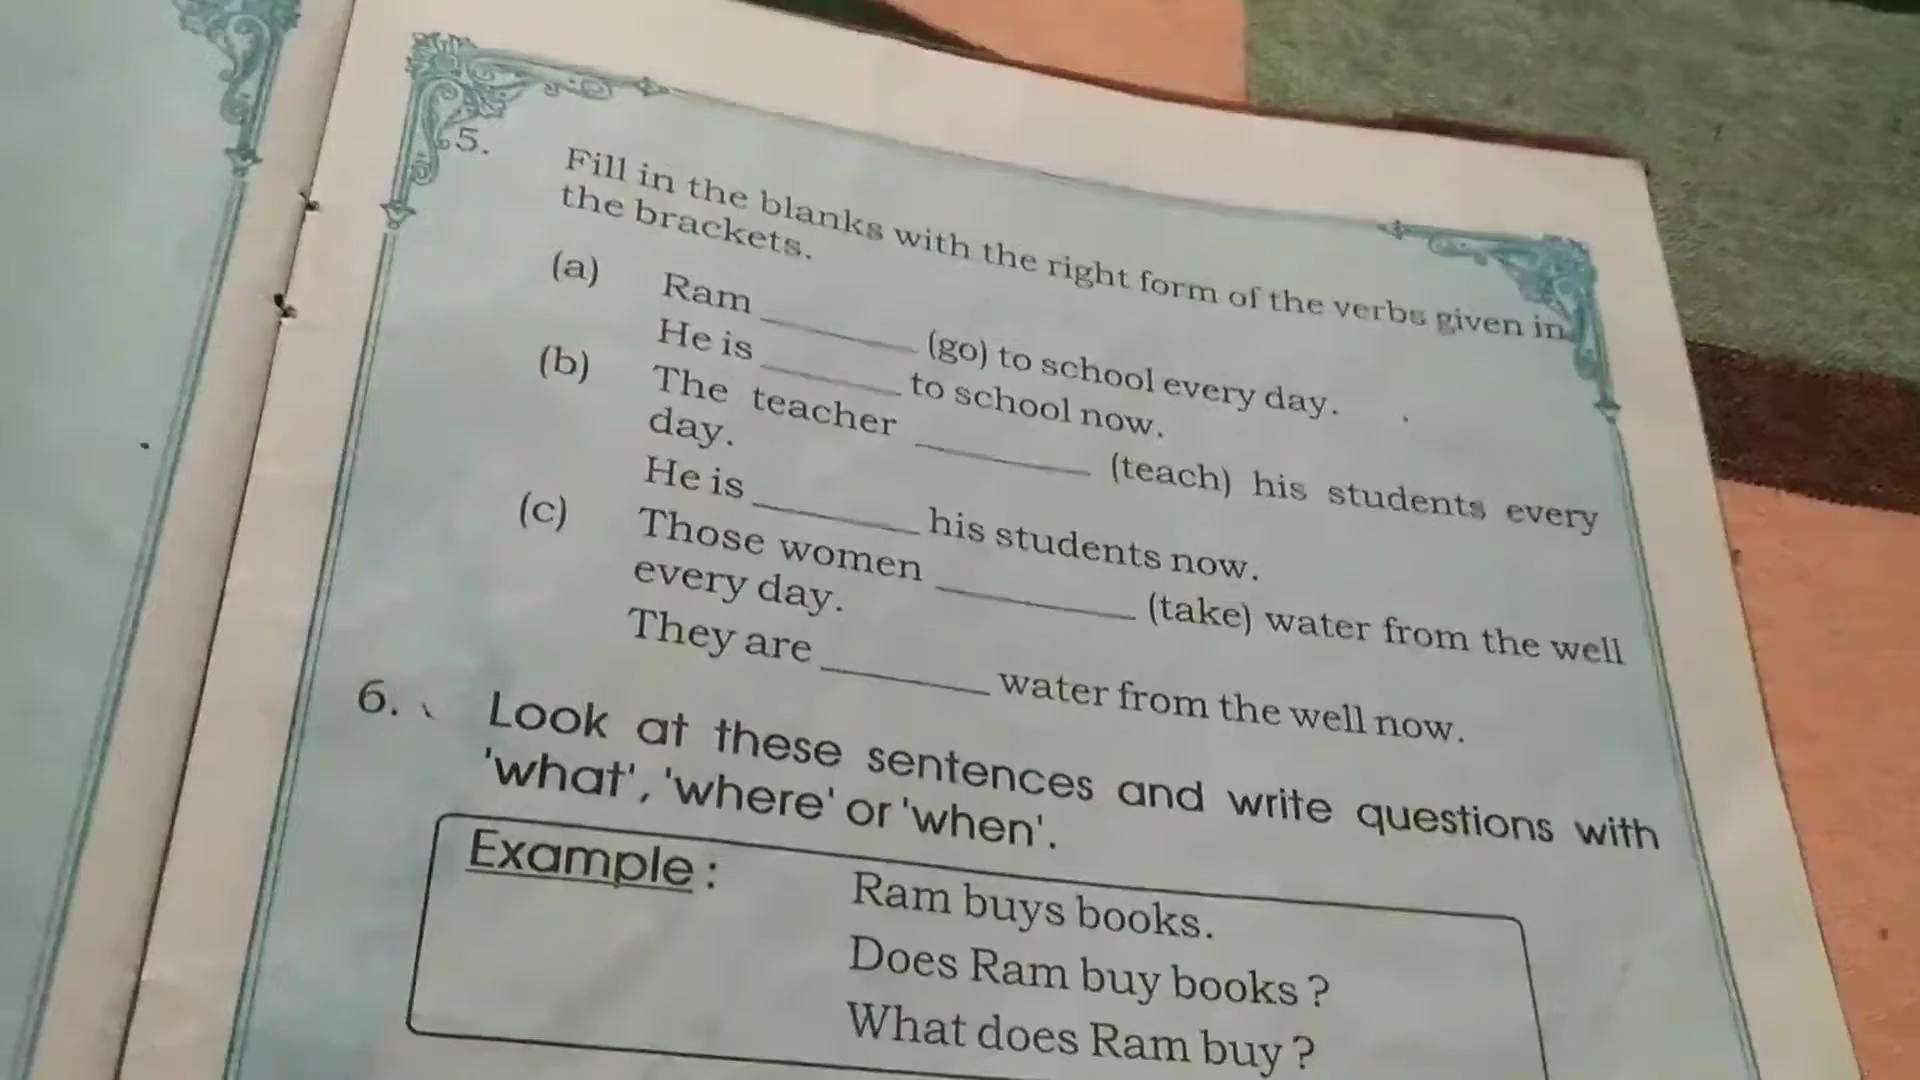 5. Fill in the blanks with the right form of the verbs given in
the brackets.
(a) Ram ________ (go) to school every day.
He is ________ to school now.
(b) The teacher ________ (teach) his students every
day.
He is ________ his students now.
(c) Those women ________ (take) water from the well
every day.
They are ________ water from the well now.
6. Look at these sentences and write questions with
'what', 'where' or 'when'.
Example : Ram buys books.
Does Ram buy books ?
What does Ram buy ?